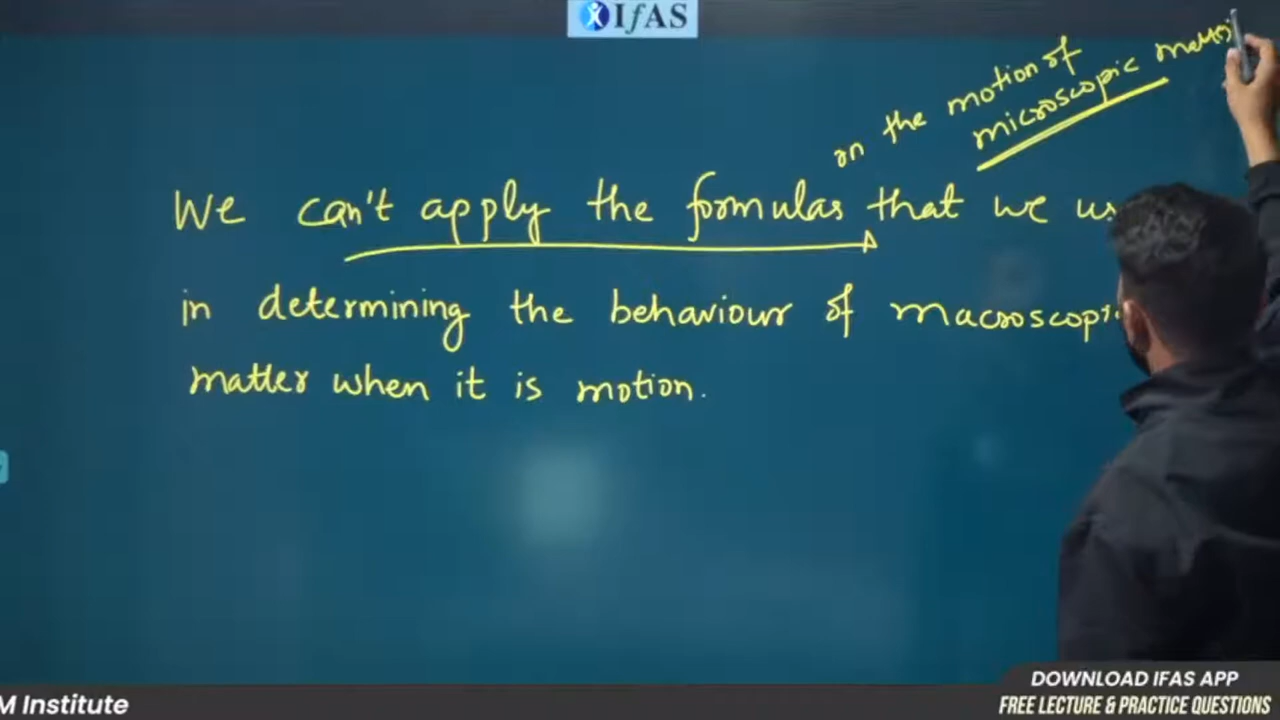 IfAS
on the motion of
microscopic
We can't apply the formulas that we
in determining the behaviour of
matter when it is motion.
M Institute
DOWNLOAD IFAS APP
FREE LECTURE & PRACTICE QUESTIONS